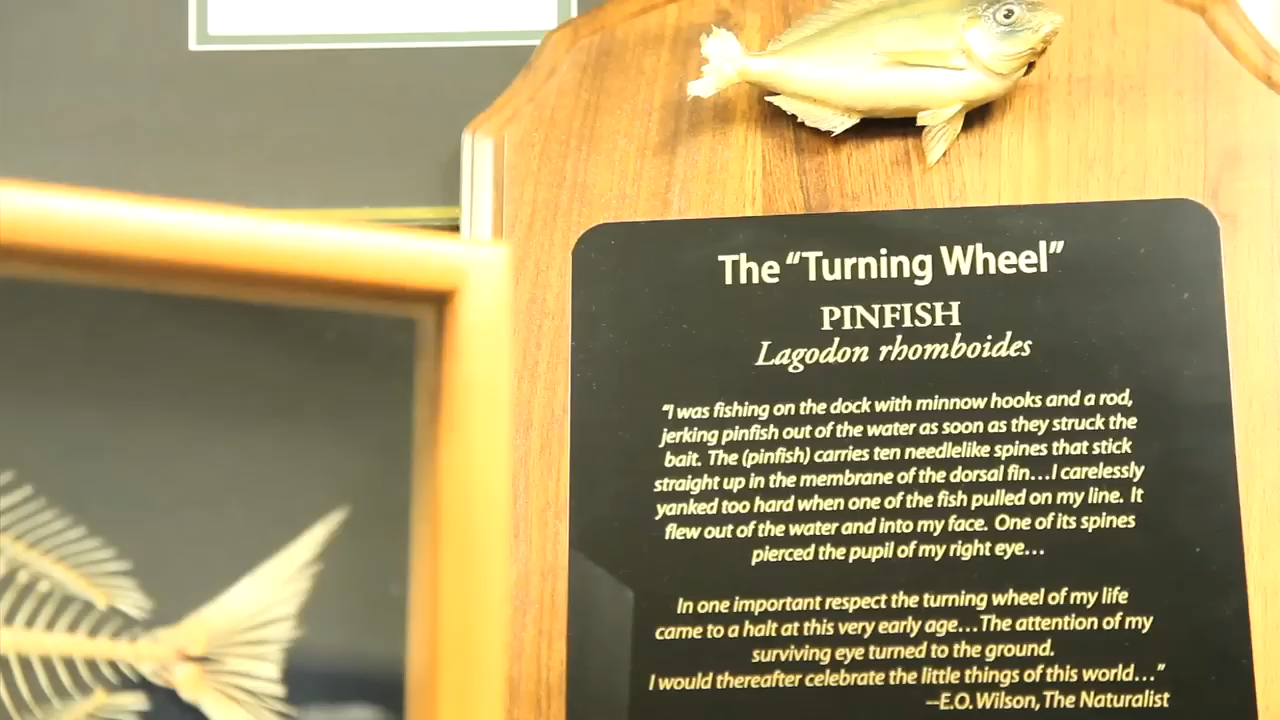 The “Turning Wheel”
PINFISH
Lagodon rhomboides
“I was fishing on the dock with minnow hooks and a rod,
jerking pinfish out of the water as soon as they struck the
bait. The (pinfish) carries ten needlelike spines that stick
straight up in the membrane of the dorsal fin...I carelessly
yanked too hard when one of the fish pulled on my line. It
flew out of the water and into my face. One of its spines
pierced the pupil of my right eye...
In one important respect the turning wheel of my life
came to a halt at this very early age...The attention of my
surviving eye turned to the ground.
I would thereafter celebrate the little things of this world...”
--E.O. Wilson, The Naturalist